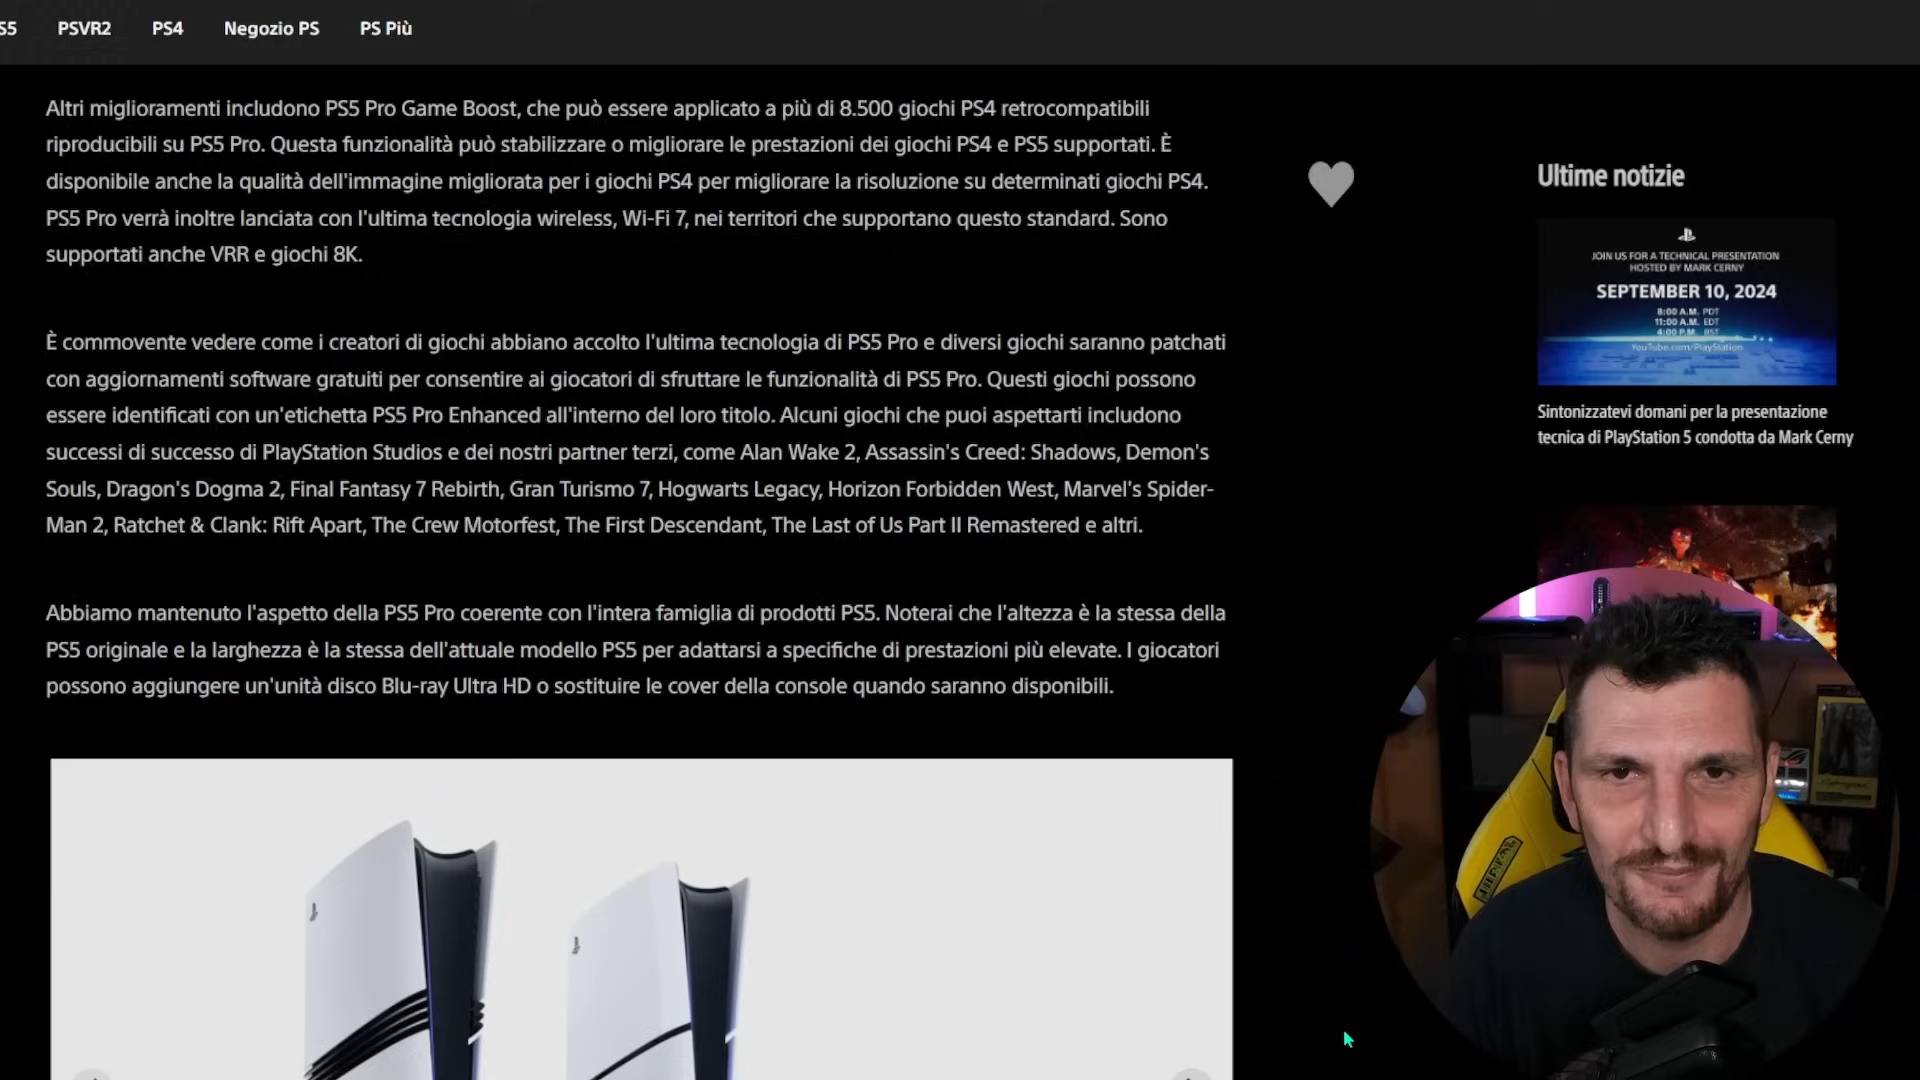 S5 PSVR2 PS4 Negozio PS PS Più
Altri miglioramenti includono PS5 Pro Game Boost, che può essere applicato a più di 8.500 giochi PS4 retrocompatibili
riproducibili su PS5 Pro. Questa funzionalità può stabilizzare o migliorare le prestazioni dei giochi PS4 e PS5 supportati. È
disponibile anche la qualità dell'immagine migliorata per i giochi PS4 per migliorare la risoluzione su determinati giochi PS4.
PS5 Pro verrà inoltre lanciata con l'ultima tecnologia wireless, Wi-Fi 7, nei territori che supportano questo standard. Sono
supportati anche VRR e giochi 8K.
È commovente vedere come i creatori di giochi abbiano accolto l'ultima tecnologia di PS5 Pro e diversi giochi saranno patchati
con aggiornamenti software gratuiti per consentire ai giocatori di sfruttare le funzionalità di PS5 Pro. Questi giochi possono
essere identificati con un'etichetta PS5 Pro Enhanced all'interno del loro titolo. Alcuni giochi che puoi aspettarti includono
successi di successo di PlayStation Studios e dei nostri partner terzi, come Alan Wake 2, Assassin's Creed: Shadows, Demon's
Souls, Dragon's Dogma 2, Final Fantasy 7 Rebirth, Gran Turismo 7, Hogwarts Legacy, Horizon Forbidden West, Marvel's Spider-
Man 2, Ratchet & Clank: Rift Apart, The Crew Motorfest, The First Descendant, The Last of Us Part II Remastered e altri.
Abbiamo mantenuto l'aspetto della PS5 Pro coerente con l'intera famiglia di prodotti PS5. Noterai che l'altezza è la stessa della
PS5 originale e la larghezza è la stessa dell'attuale modello PS5 per adattarsi a specifiche di prestazioni più elevate. I giocatori
possono aggiungere un'unità disco Blu-ray Ultra HD o sostituire le cover della console quando saranno disponibili.
Ultime notizie
JOIN US FOR A TECHNICAL PRESENTATION
HOSTED BY MARK CERNY
SEPTEMBER 10, 2024
8:00 A.M. PDT
11:00 A.M. EDT
4:00 P.M. BST
YouTube.com/PlayStation
Sintonizzatevi domani per la presentazione
tecnica di PlayStation 5 condotta da Mark Cerny